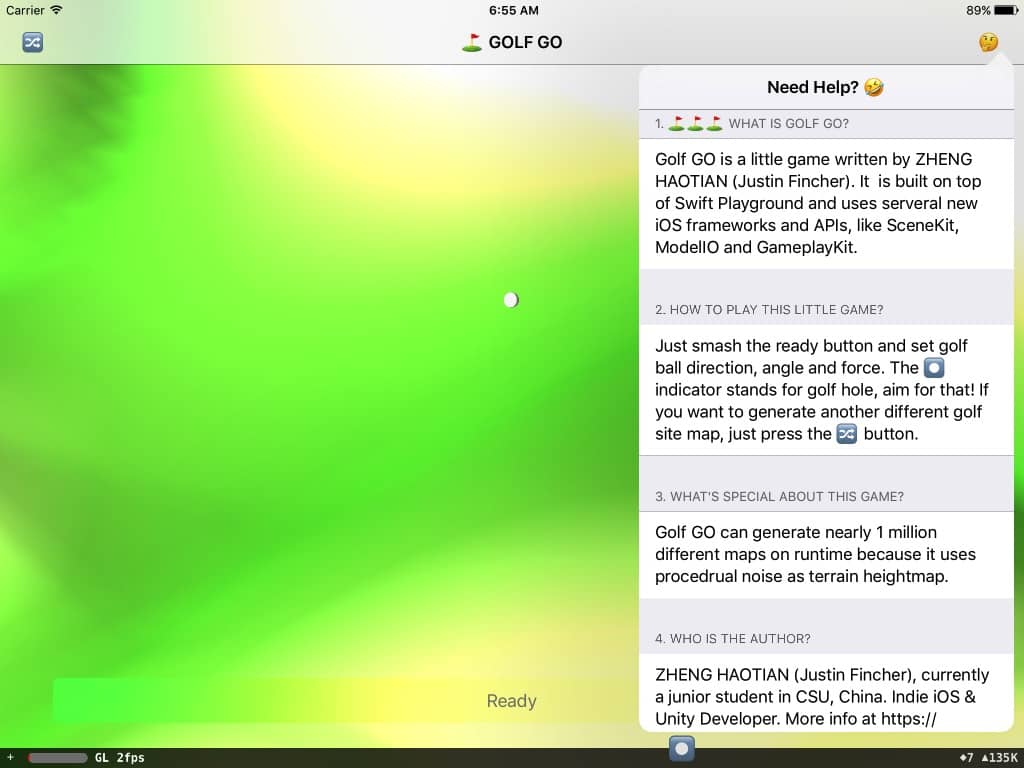 Carrier 6:55 AM 89%
GOLF GO
Need Help?
1. WHAT IS GOLF GO?
Golf GO is a little game written by ZHENG
HAOTIAN (Justin Fincher). It is built on top
of Swift Playground and uses serveral new
iOS frameworks and APIs, like SceneKit,
ModelIO and GameplayKit.
2. HOW TO PLAY THIS LITTLE GAME?
Just smash the ready button and set golf
ball direction, angle and force. The
indicator stands for golf hole, aim for that! If
you want to generate another different golf
site map, just press the button.
3. WHAT'S SPECIAL ABOUT THIS GAME?
Golf GO can generate nearly 1 million
different maps on runtime because it uses
procedrual noise as terrain heightmap.
4. WHO IS THE AUTHOR?
ZHENG HAOTIAN (Justin Fincher), currently
a junior student in CSU, China. Indie iOS &
Unity Developer. More info at https://
Ready
+ GL 2fps ◆7 ▲135K